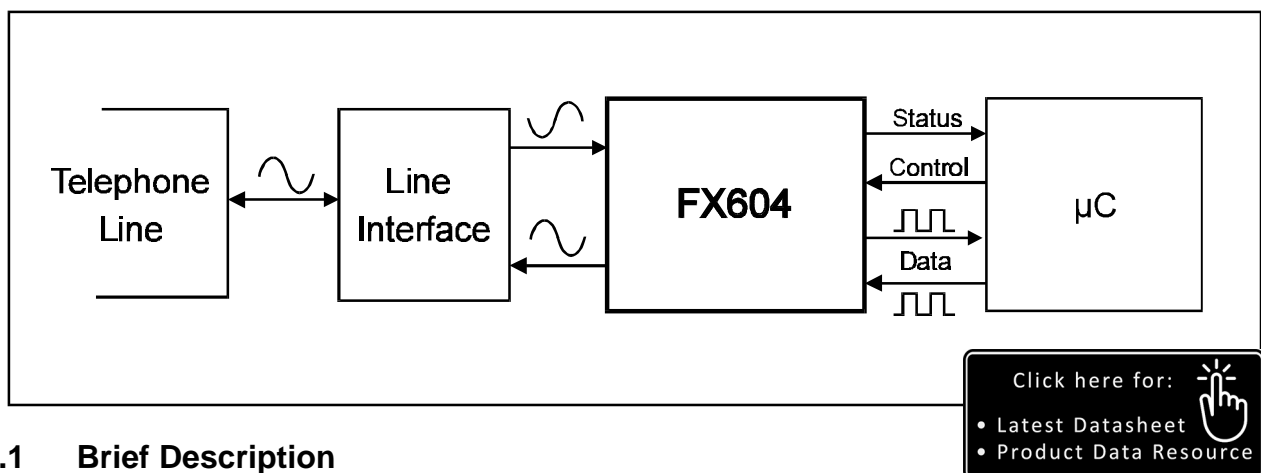 Telephone
Line
Line
Interface
FX604
Status
Control
Data
µC
Click here for:
• Latest Datasheet
• Product Data Resource
.1 Brief Description